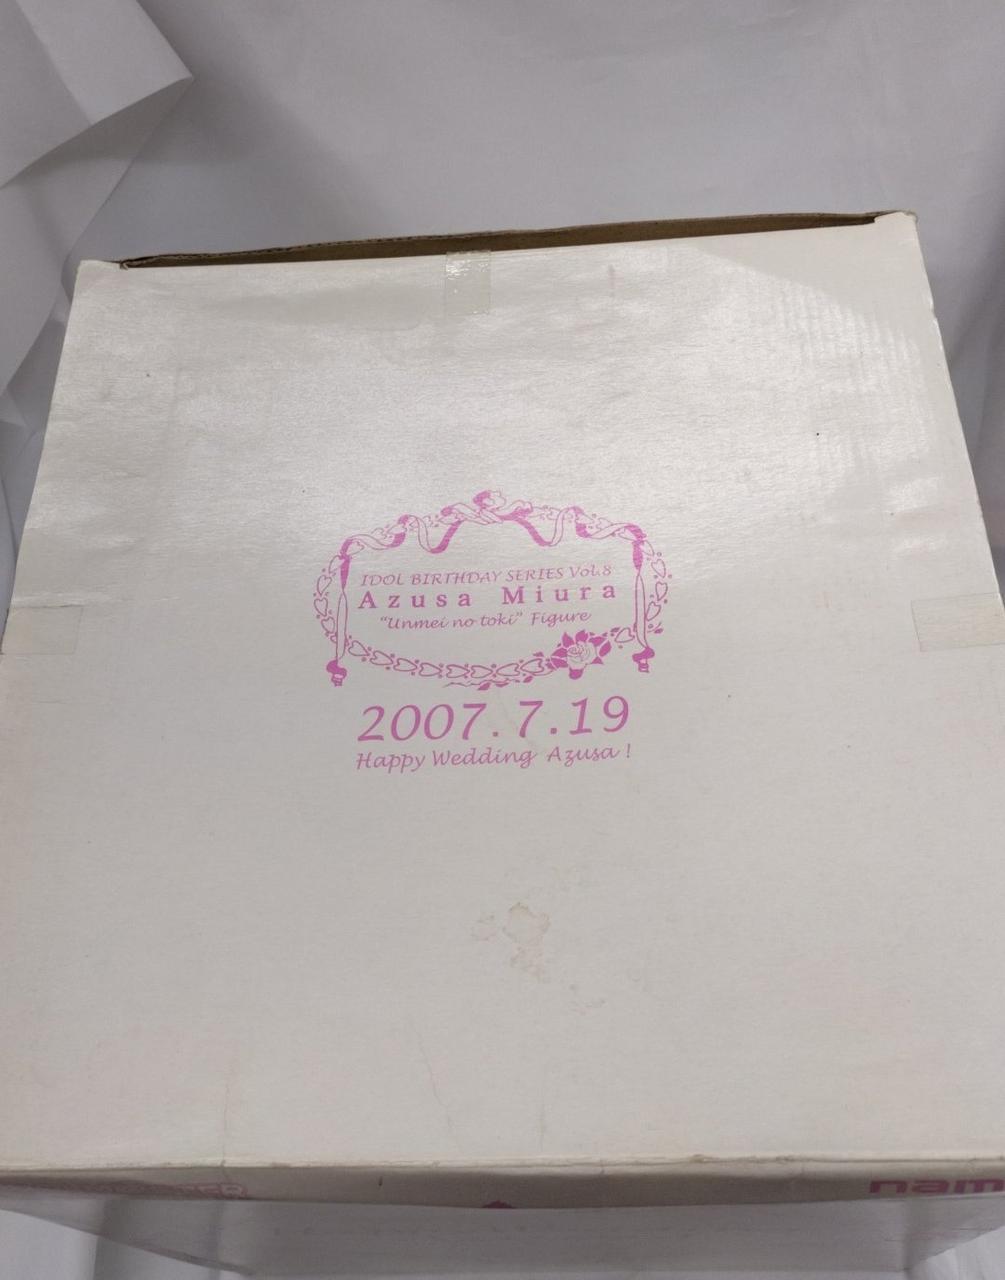 IDOL BIRTHDAY SERIES Vol.8
Azusa Miura
"Unmei no toki" Figure
2007.7.19
Happy Wedding Azusa!